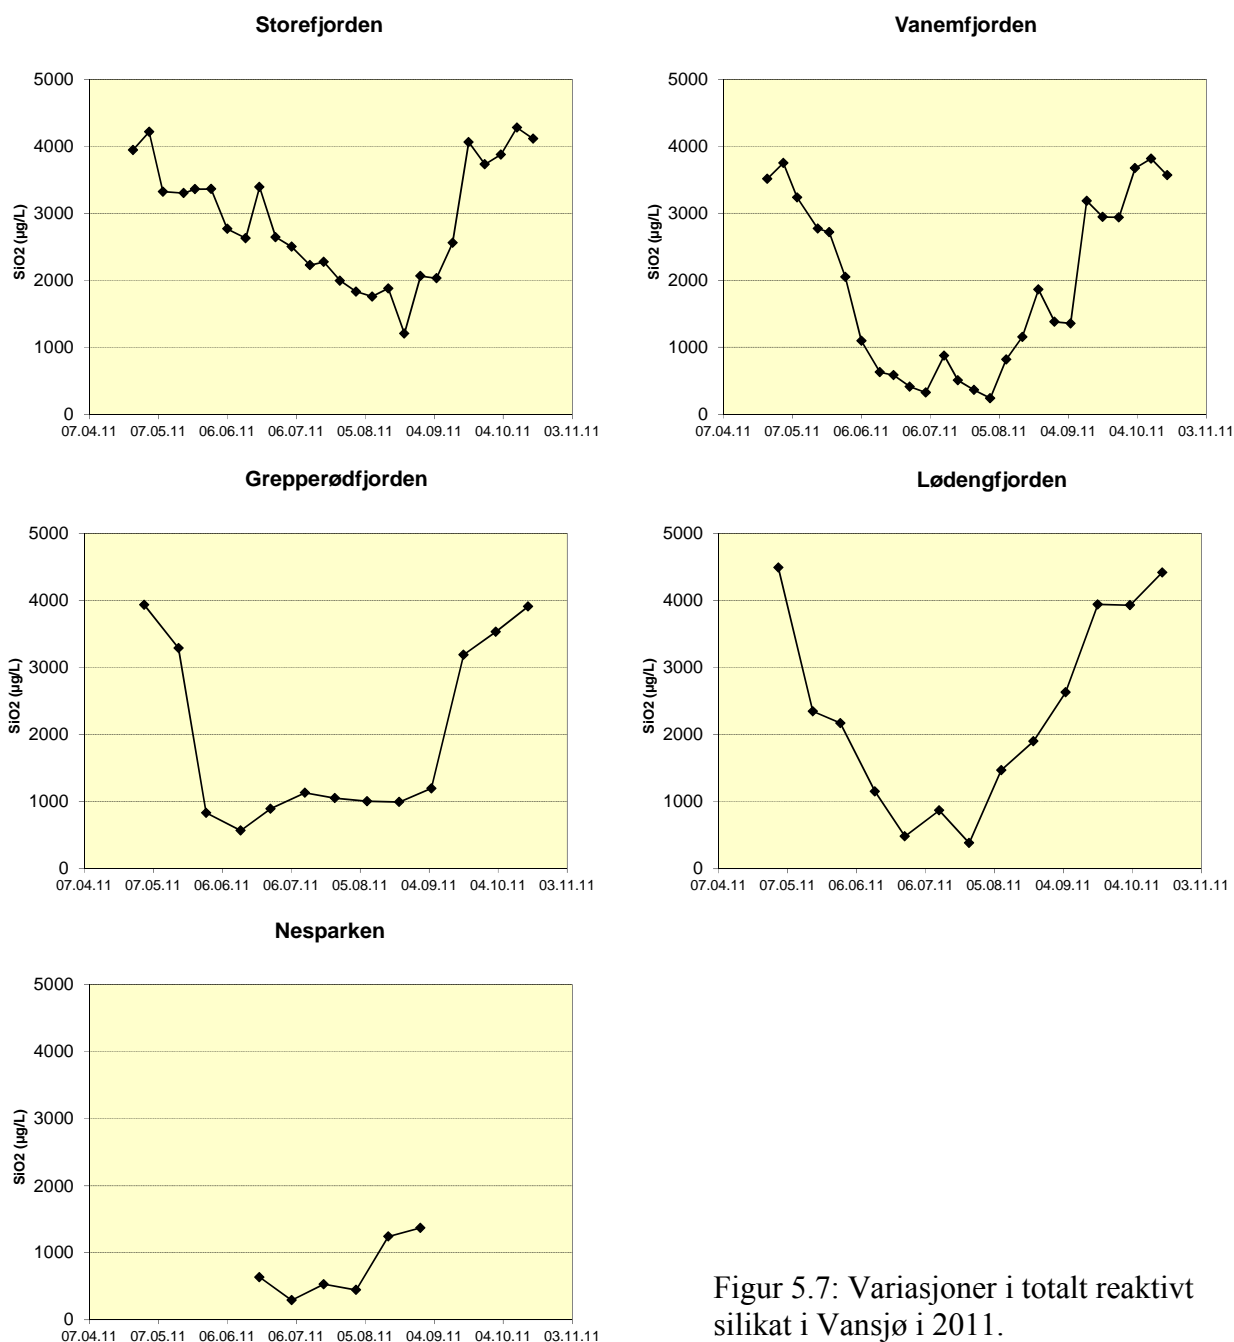 Storefjorden
5000
4000
3000
2000
1000
0
SiO2 (µg/L)
07.04.11 07.05.11 06.06.11 06.07.11 05.08.11 04.09.11 04.10.11 03.11.11
Vanemfjorden
5000
4000
3000
2000
1000
0
SiO2 (µg/L)
07.04.11 07.05.11 06.06.11 06.07.11 05.08.11 04.09.11 04.10.11 03.11.11
Grepperødfjorden
5000
4000
3000
2000
1000
0
SiO2 (µg/L)
07.04.11 07.05.11 06.06.11 06.07.11 05.08.11 04.09.11 04.10.11 03.11.11
Lødengfjorden
5000
4000
3000
2000
1000
0
SiO2 (µg/L)
07.04.11 07.05.11 06.06.11 06.07.11 05.08.11 04.09.11 04.10.11 03.11.11
Nesparken
5000
4000
3000
2000
1000
0
SiO2 (µg/L)
07.04.11 07.05.11 06.06.11 06.07.11 05.08.11 04.09.11 04.10.11 03.11.11
Figur 5.7: Variasjoner i totalt reaktivt
silikat i Vansjø i 2011.